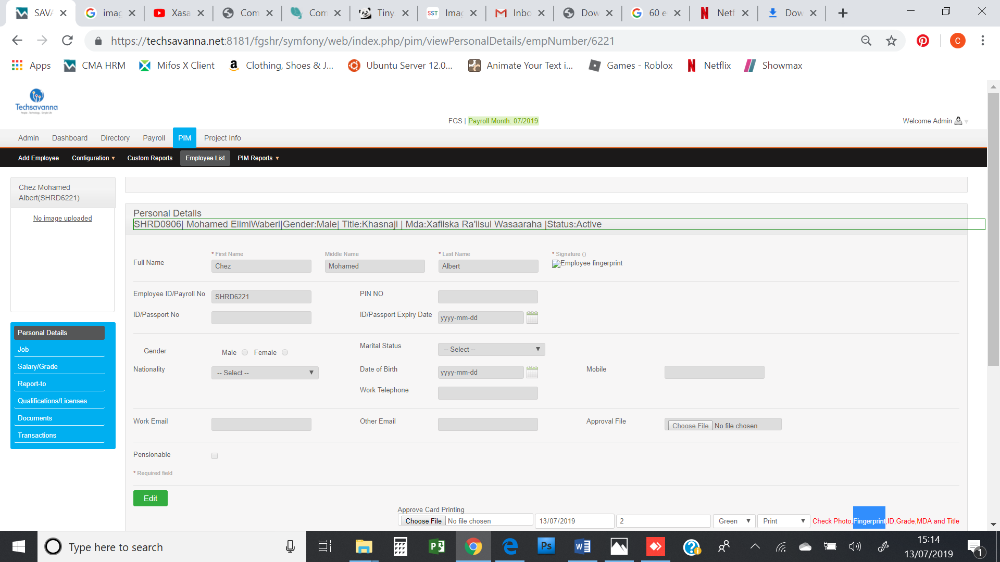 SAVA
imag
Xasa
Com
Com
Tiny
SST Imag
Inbo
Dow
60 e
Netf
Dow
https://techsavanna.net:8181/fgshr/symfony/web/index.php/pim/viewPersonalDetails/empNumber/6221
C
Apps
CMA HRM
Mifos X Client
Clothing, Shoes & J...
Ubuntu Server 12.0...
Animate Your Text i...
Games - Roblox
Netflix
Showmax
Techsavanna
FGS | Payroll Month: 07/2019
Welcome Admin
Admin
Dashboard
Directory
Payroll
PIM
Project Info
Add Employee
Configuration
Custom Reports
Employee List
PIM Reports
Chez Mohamed
Albert(SHRD6221)
No image uploaded
Personal Details
Job
Salary/Grade
Report-to
Qualifications/Licenses
Documents
Transactions
Personal Details
SHRD0906| Mohamed ElimiWaberi|Gender:Male| Title:Khasnaji | Mda:Xafiiska Ra'iisul Wasaaraha |Status:Active
* First Name
Middle Name
* Last Name
* Signature ()
Full Name
Chez
Mohamed
Albert
Employee fingerprint
Employee ID/Payroll No
SHRD6221
PIN NO
ID/Passport No
ID/Passport Expiry Date
yyyy-mm-dd
Gender
Male
Female
Marital Status
-- Select --
Nationality
-- Select --
Date of Birth
yyyy-mm-dd
Mobile
Work Telephone
Work Email
Other Email
Approval File
Choose File No file chosen
Pensionable
* Required field
Edit
Approve Card Printing
Choose File No file chosen
13/07/2019
2
Green
Print
Check Photo,Fingerprint,ID,Grade,MDA and Title
Type here to search
Ps
15:14
13/07/2019
1